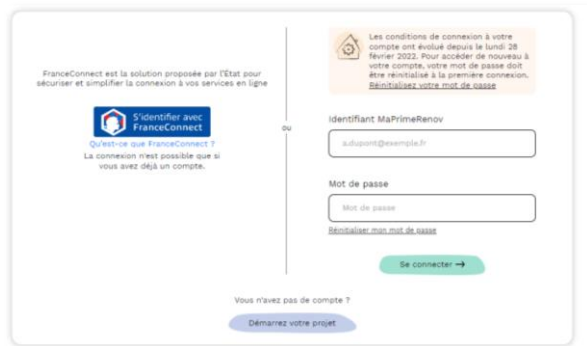 FranceConnect est la solution proposée par l'État pour
sécuriser et simplifier la connexion à vos services en ligne
S'identifier avec
FranceConnect
Qu'est-ce que FranceConnect ?
La connexion n'est possible que si
vous avez déjà un compte.
ou
Les conditions de connexion à votre
compte ont évolué depuis le lundi 28
février 2022. Pour accéder de nouveau à
votre compte, votre mot de passe doit
être réinitialisé à la première connexion.
Réinitialisez votre mot de passe
Identifiant MaPrimeRenov
a.dupont@exemple.fr
Mot de passe
Mot de passe
Réinitialiser mon mot de passe
Se connecter →
Vous n'avez pas de compte ?
Démarrez votre projet